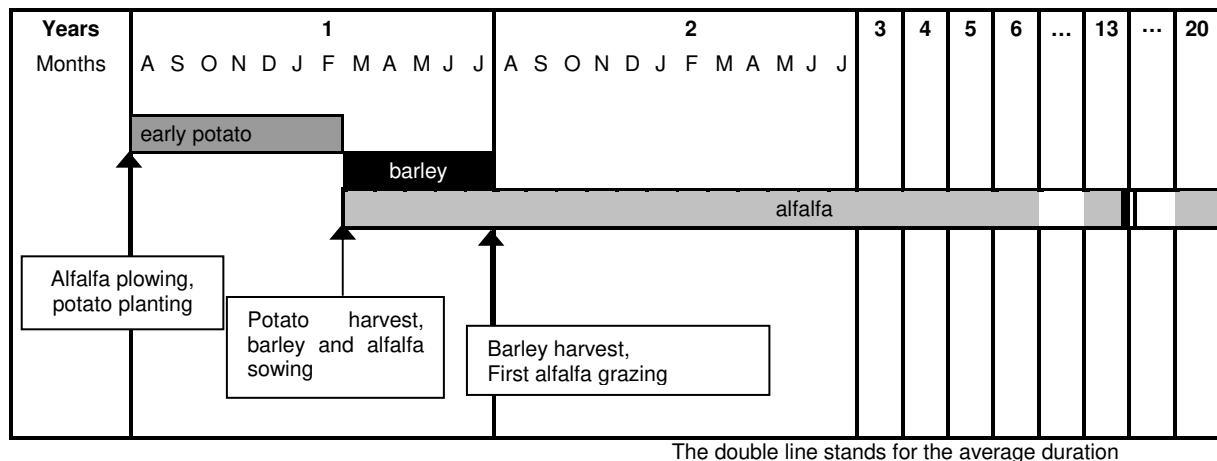 Years 1 2 3 4 5 6 ... 13 ... 20
Months A S O N D J F M A M J J A S O N D J F M A M J J
early potato
barley
alfalfa
Alfalfa plowing,
potato planting
Potato harvest,
barley and alfalfa
sowing
Barley harvest,
First alfalfa grazing
The double line stands for the average duration